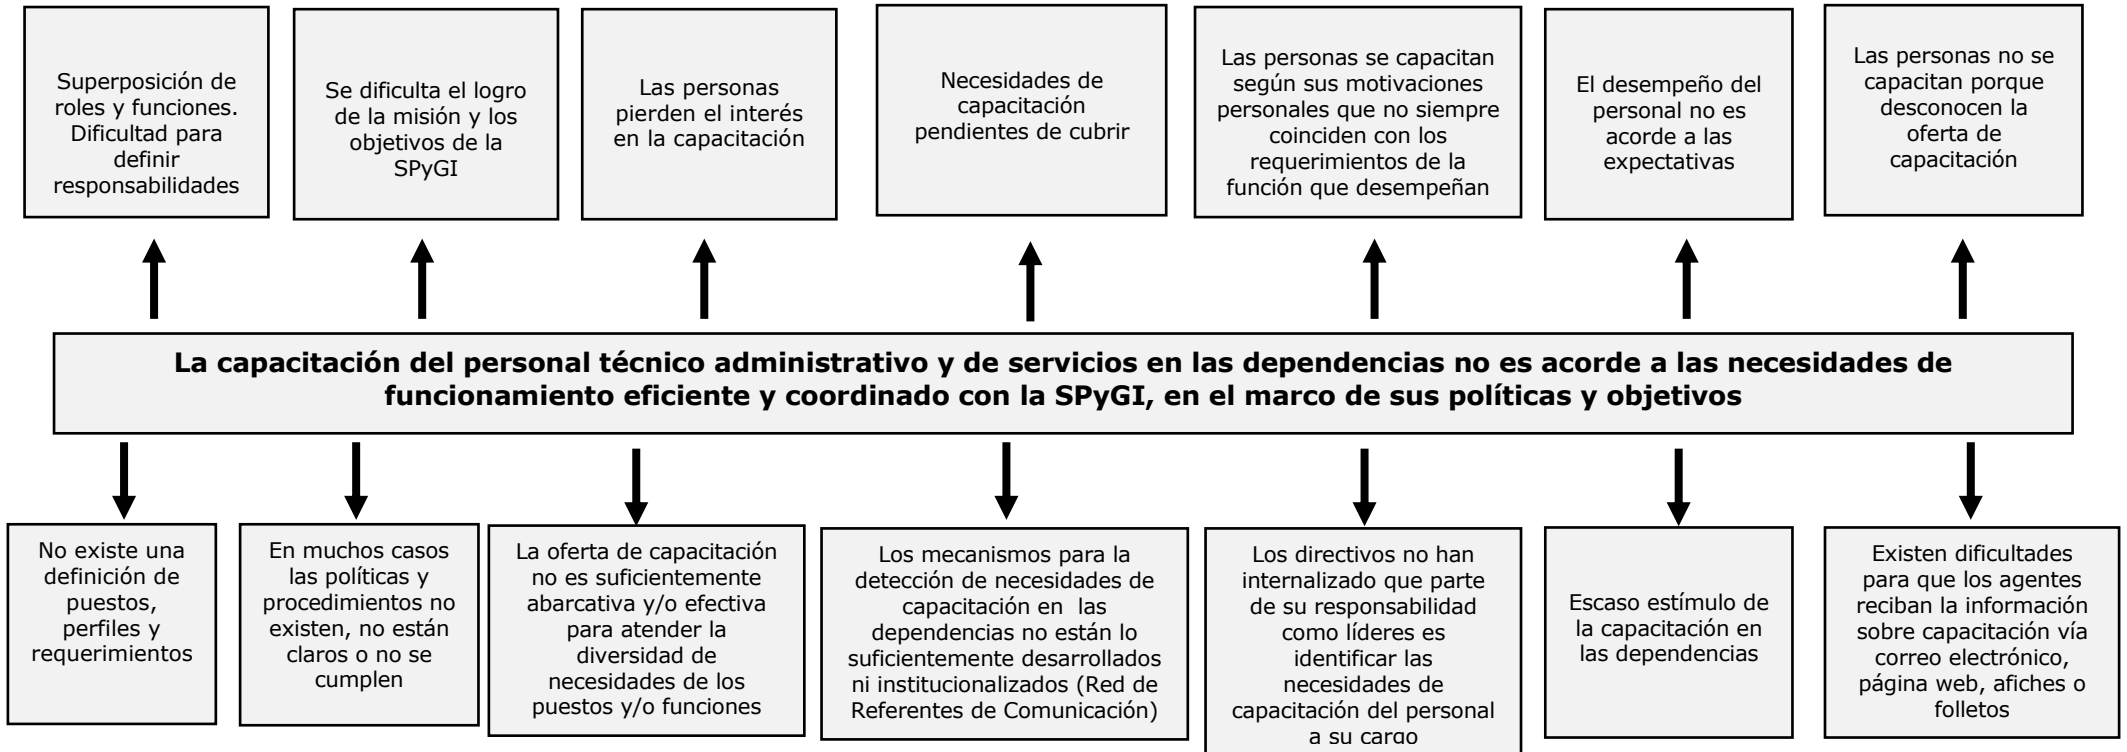 Superposición de
roles y funciones.
Dificultad para
definir
responsabilidades
Se dificulta el logro
de la misión y los
objetivos de la
SPyGI
Las personas
pierden el interés
en la capacitación
Necesidades de
capacitación
pendientes de cubrir
Las personas se capacitan
según sus motivaciones
personales que no siempre
coinciden con los
requerimientos de la
función que desempeñan
El desempeño del
personal no es
acorde a las
expectativas
Las personas no se
capacitan porque
desconocen la
oferta de
capacitación
La capacitación del personal técnico administrativo y de servicios en las dependencias no es acorde a las necesidades de
funcionamiento eficiente y coordinado con la SPyGI, en el marco de sus políticas y objetivos
No existe una
definición de
puestos,
perfiles y
requerimientos
En muchos casos
las políticas y
procedimientos no
existen, no están
claros o no se
cumplen
La oferta de capacitación
no es suficientemente
abarcativa y/o efectiva
para atender la
diversidad de
necesidades de los
puestos y/o funciones
Los mecanismos para la
detección de necesidades de
capacitación en las
dependencias no están lo
suficientemente desarrollados
ni institucionalizados (Red de
Referentes de Comunicación)
Los directivos no han
internalizado que parte
de su responsabilidad
como líderes es
identificar las
necesidades de
capacitación del personal
a su cargo
Escaso estímulo de
la capacitación en
las dependencias
Existen dificultades
para que los agentes
reciban la información
sobre capacitación vía
correo electrónico,
página web, afiches o
folletos